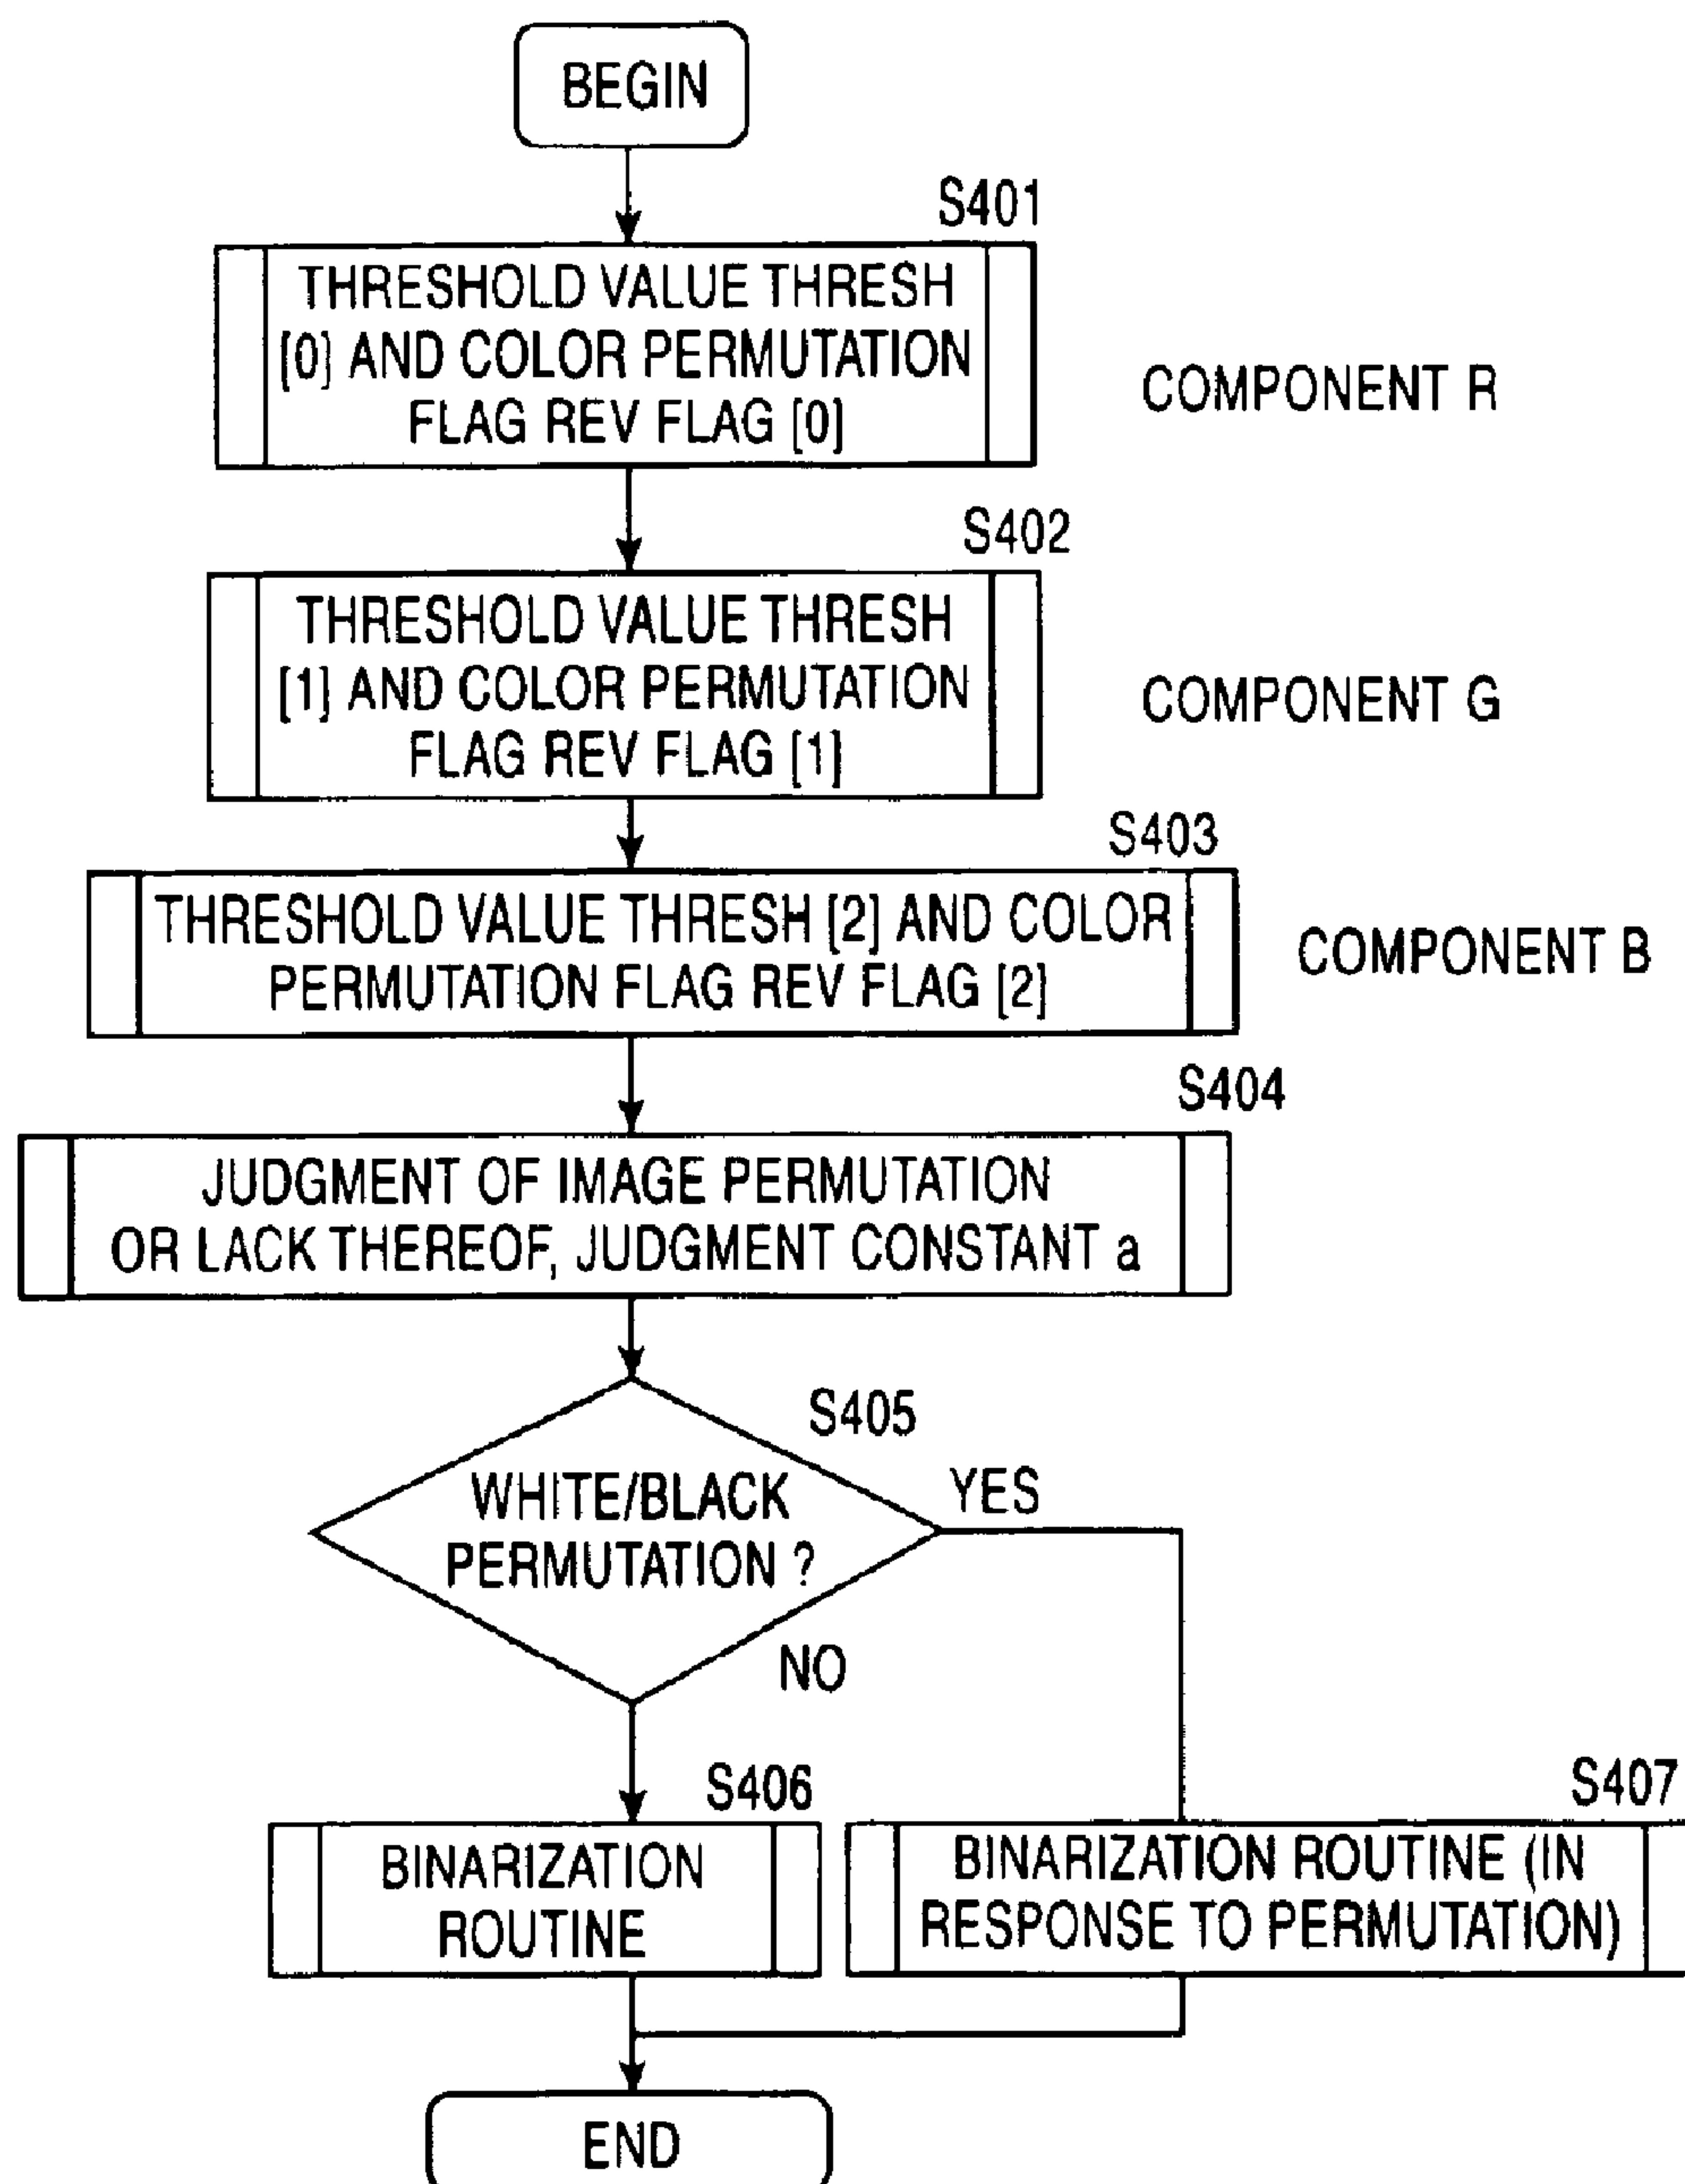 BEGIN
S401
THRESHOLD VALUE THRESH
[0] AND COLOR PERMUTATION
FLAG REV FLAG [0]
COMPONENT R
S402
THRESHOLD VALUE THRESH
[1] AND COLOR PERMUTATION
FLAG REV FLAG [1]
COMPONENT G
S403
THRESHOLD VALUE THRESH [2] AND COLOR
PERMUTATION FLAG REV FLAG [2]
COMPONENT B
S404
JUDGMENT OF IMAGE PERMUTATION
OR LACK THEREOF, JUDGMENT CONSTANT a
S405
WHITE/BLACK
PERMUTATION ?
YES
NO
S406
BINARIZATION
ROUTINE
S407
BINARIZATION ROUTINE (IN
RESPONSE TO PERMUTATION)
END